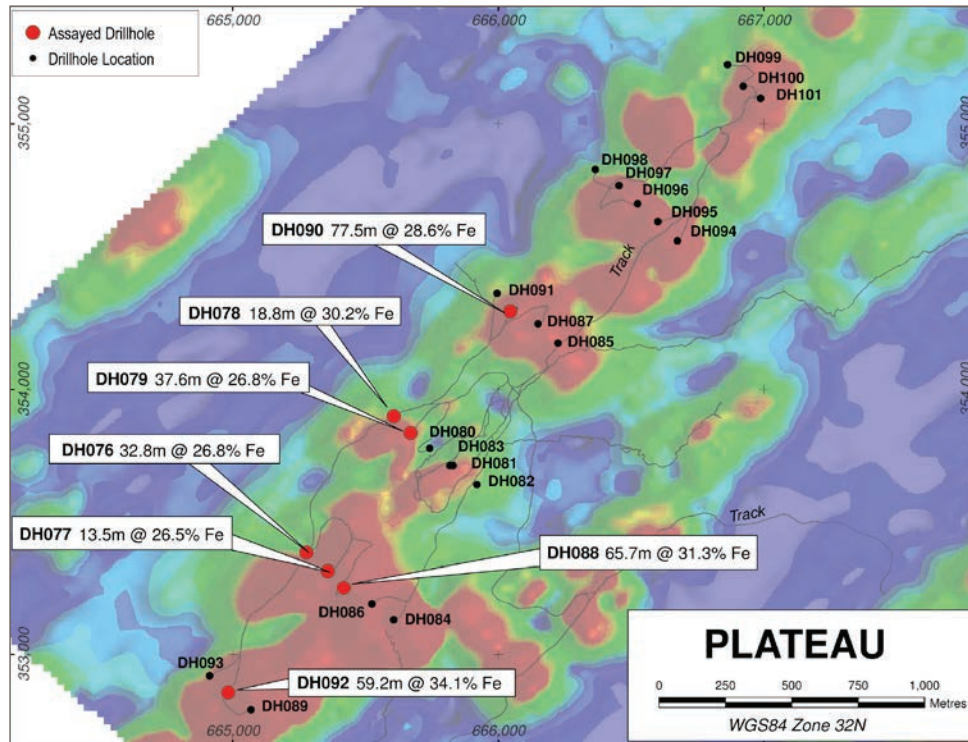 665,000
666,000
667,000
Assayed Drillhole
Drillhole Location
DH099
DH100
DH101
355,000
355,000
DH098
DH097
DH096
DH095
DH094
DH090 77.5m @ 28.6% Fe
Track
DH091
DH078 18.8m @ 30.2% Fe
DH087
DH085
DH079 37.6m @ 26.8% Fe
354,000
354,000
DH080
DH083
DH076 32.8m @ 26.8% Fe
DH081
DH082
Track
DH077 13.5m @ 26.5% Fe
DH088 65.7m @ 31.3% Fe
DH086
DH084
353,000
DH093
DH092 59.2m @ 34.1% Fe
DH089
665,000
666,000
PLATEAU
0 250 500 750 1,000
Metres
WGS84 Zone 32N